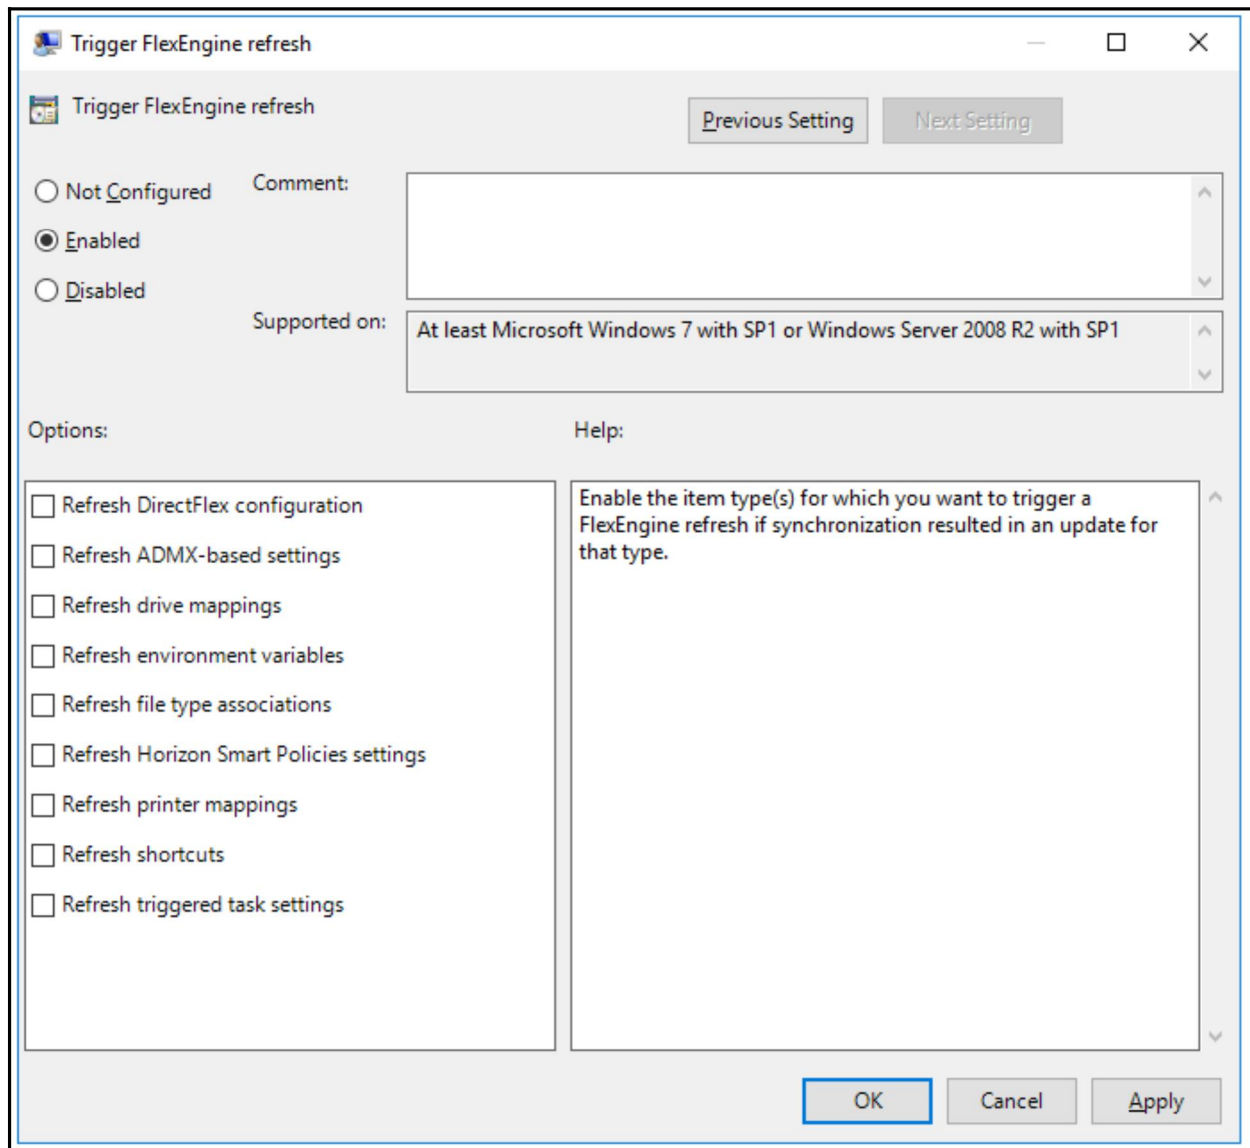 Trigger FlexEngine refresh
Trigger FlexEngine refresh
Previous Setting
Next Setting
Not Configured
Enabled
Disabled
Comment:
Supported on:
At least Microsoft Windows 7 with SP1 or Windows Server 2008 R2 with SP1
Options:
Help:
Refresh DirectFlex configuration
Refresh ADMX-based settings
Refresh drive mappings
Refresh environment variables
Refresh file type associations
Refresh Horizon Smart Policies settings
Refresh printer mappings
Refresh shortcuts
Refresh triggered task settings
Enable the item type(s) for which you want to trigger a
FlexEngine refresh if synchronization resulted in an update for
that type.
OK
Cancel
Apply